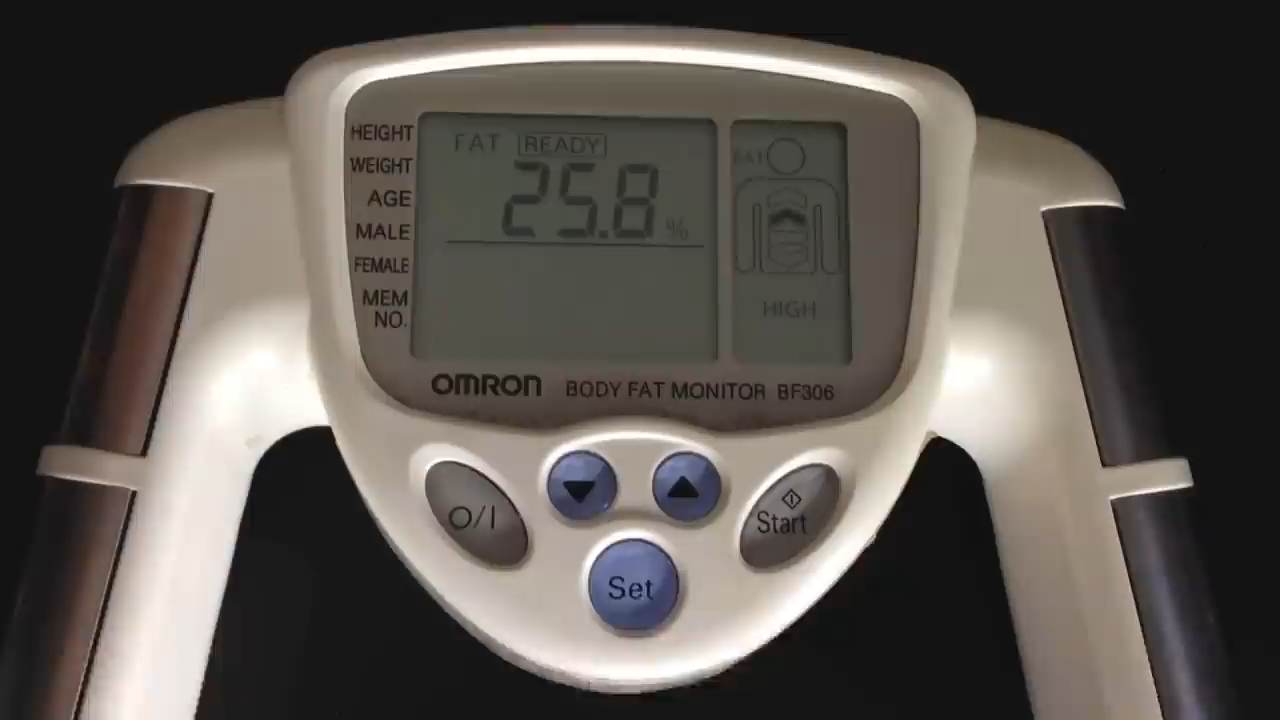 HEIGHT
WEIGHT
AGE
MALE
FEMALE
MEM
NO.
FAT READY
25.8 %
FAT
HIGH
OMRON BODY FAT MONITOR BF306
O/I
Start
Set